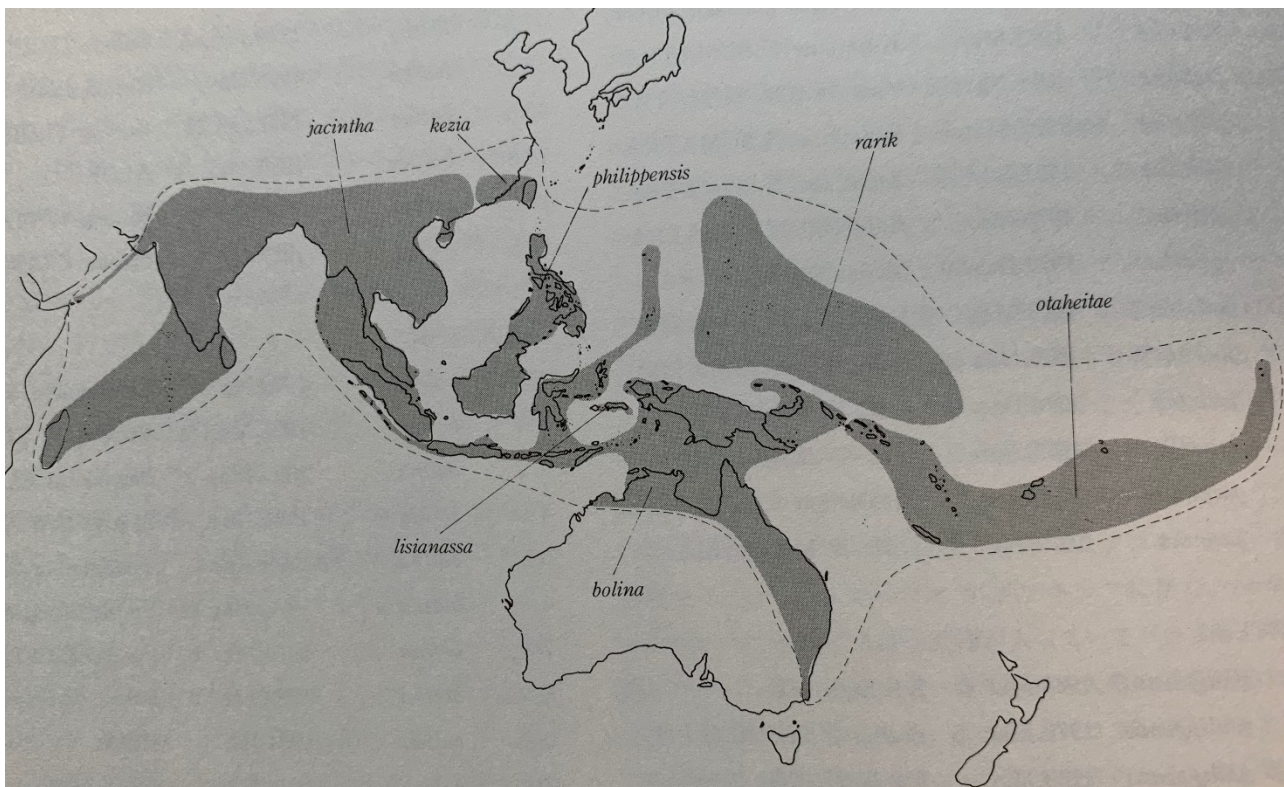 jacintha
kezia
philippensis
rarik
otaheitae
lisianassa
bolina